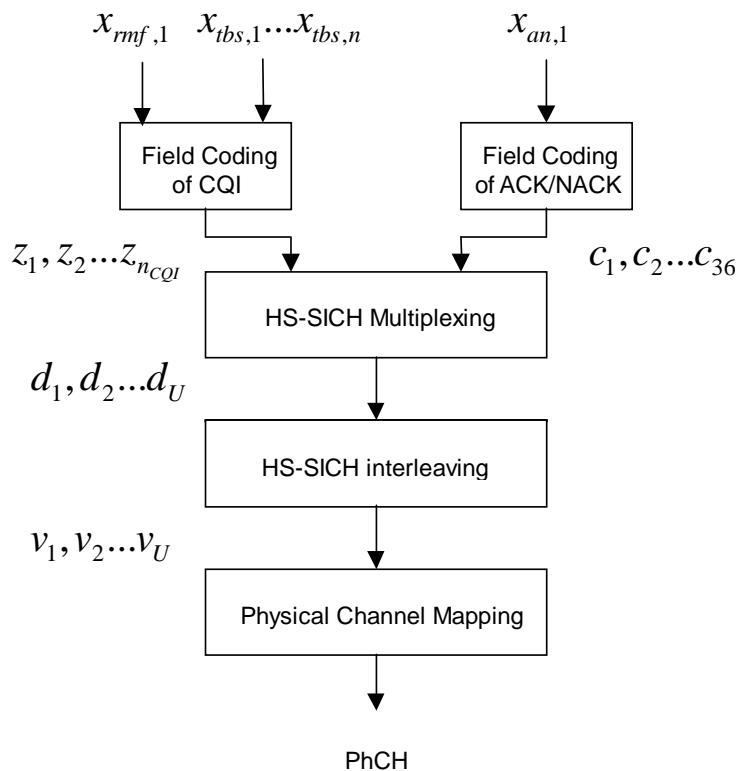 x_{rmf,1} x_{tbs,1}...x_{tbs,n} x_{an,1}
Field Coding
of CQI
Field Coding
of ACK/NACK
z_1, z_2...z_{n_{CQI}}
c_1, c_2...c_{36}
HS-SICH Multiplexing
d_1, d_2...d_U
HS-SICH interleaving
v_1, v_2...v_U
Physical Channel Mapping
PhCH